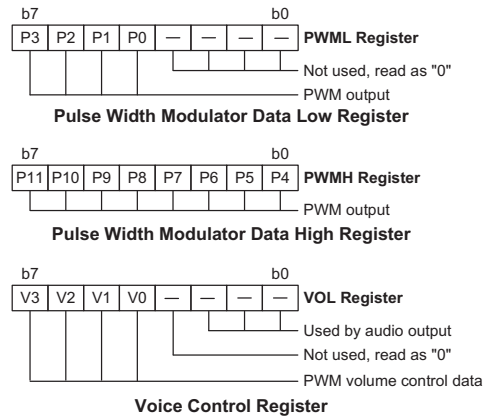 b7 b0
P3 P2 P1 P0 — — — — PWML Register
Not used, read as "0"
PWM output
Pulse Width Modulator Data Low Register
b7 b0
P11 P10 P9 P8 P7 P6 P5 P4 PWMH Register
PWM output
Pulse Width Modulator Data High Register
b7 b0
V3 V2 V1 V0 — — — — VOL Register
Used by audio output
Not used, read as "0"
PWM volume control data
Voice Control Register